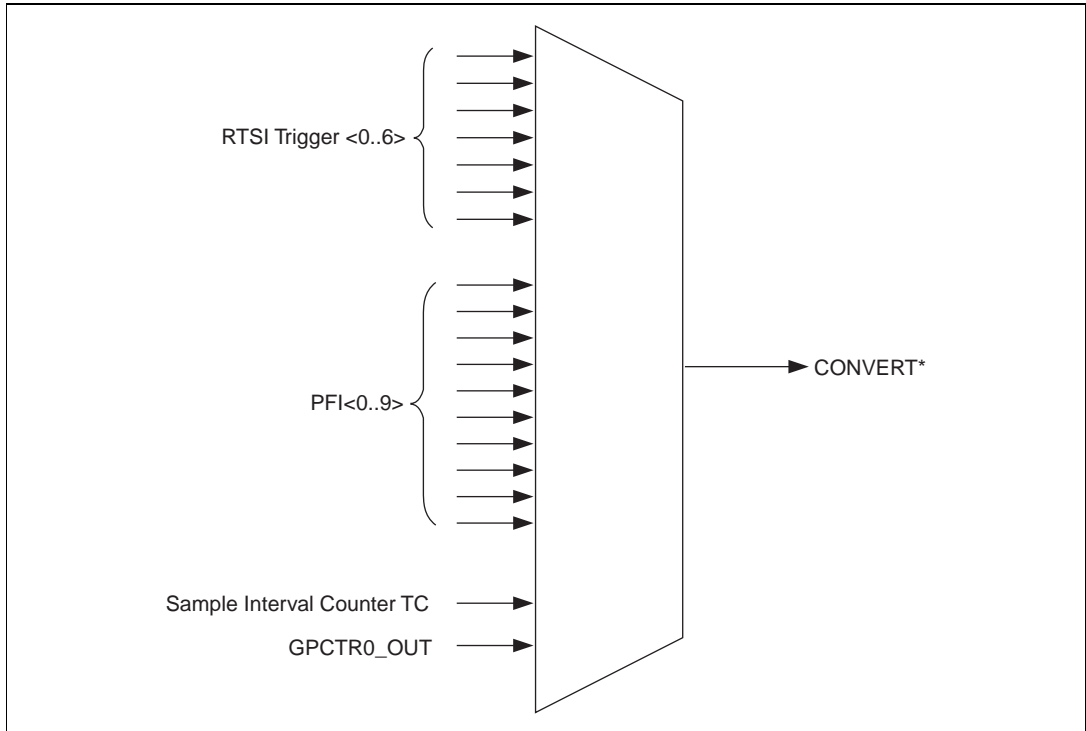 RTSI Trigger <0..6>
PFI<0..9>
CONVERT*
Sample Interval Counter TC
GPCTR0_OUT